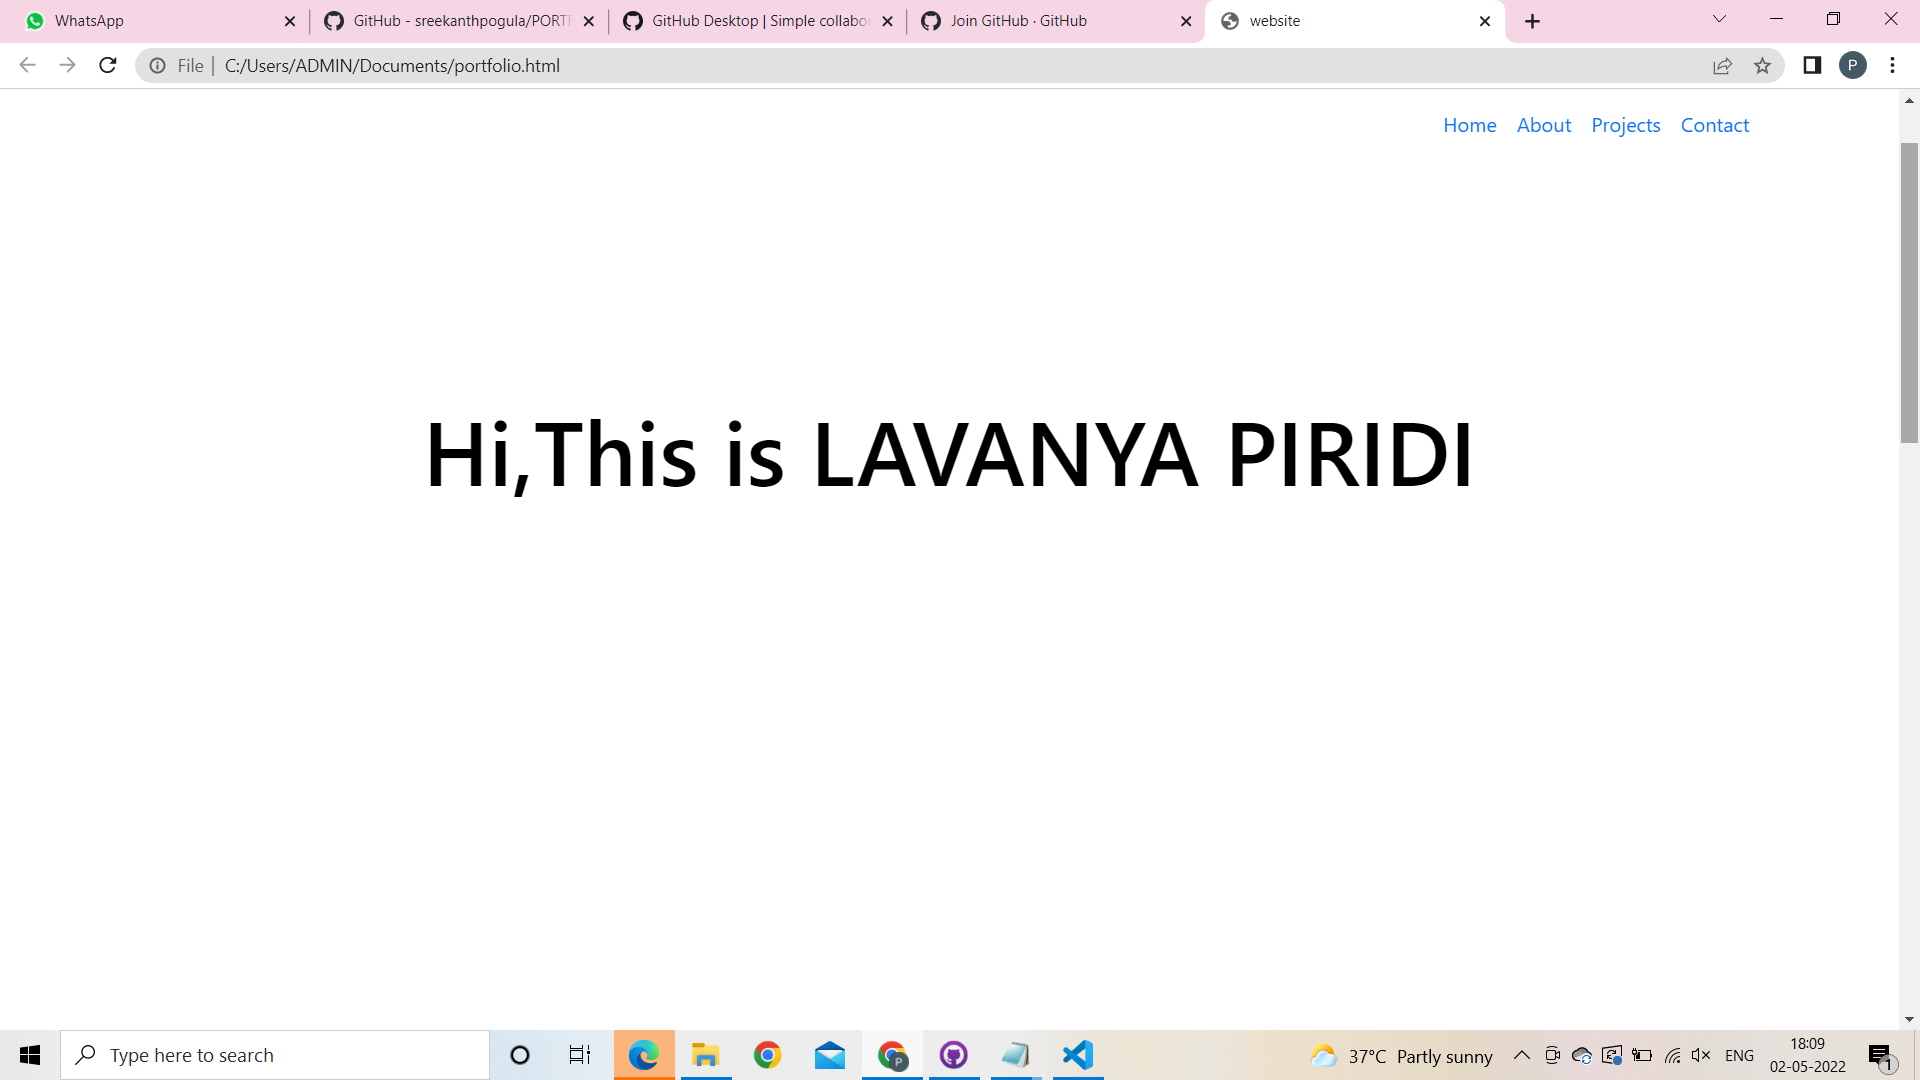 WhatsApp
GitHub - sreekanthpogula/PORTF
GitHub Desktop | Simple collabor
Join GitHub · GitHub
website
File | C:/Users/ADMIN/Documents/portfolio.html
P
Home About Projects Contact
Hi,This is LAVANYA PIRIDI
Type here to search
P
37°C Partly sunny
ENG
18:09
02-05-2022
1